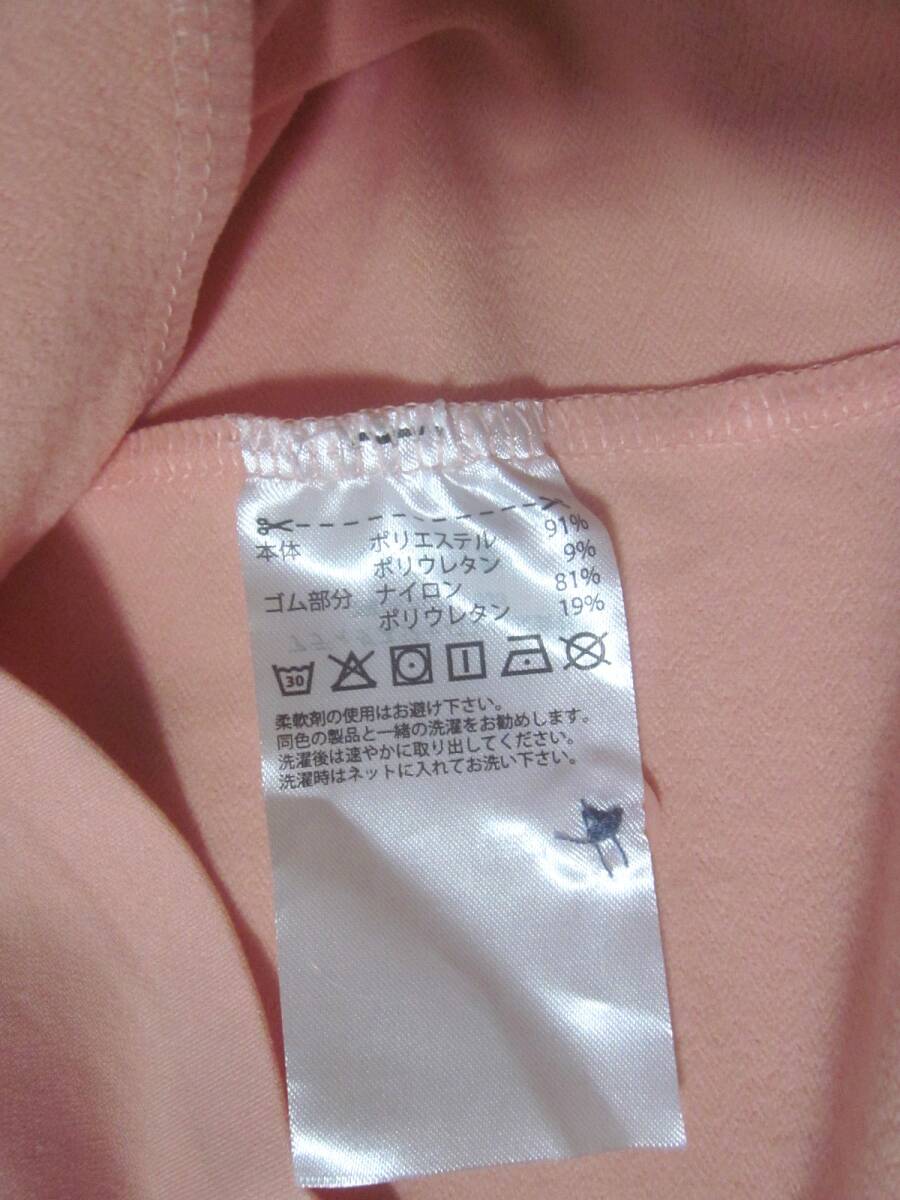 本体 ポリエステル 91%
ポリウレタン 9%
ゴム部分 ナイロン 81%
ポリウレタン 19%
30
柔軟剤の使用はお避け下さい。
同色の製品と一緒の洗濯をお勧めします。
洗濯後は速やかに取り出してください。
洗濯時はネットに入れてお洗い下さい。